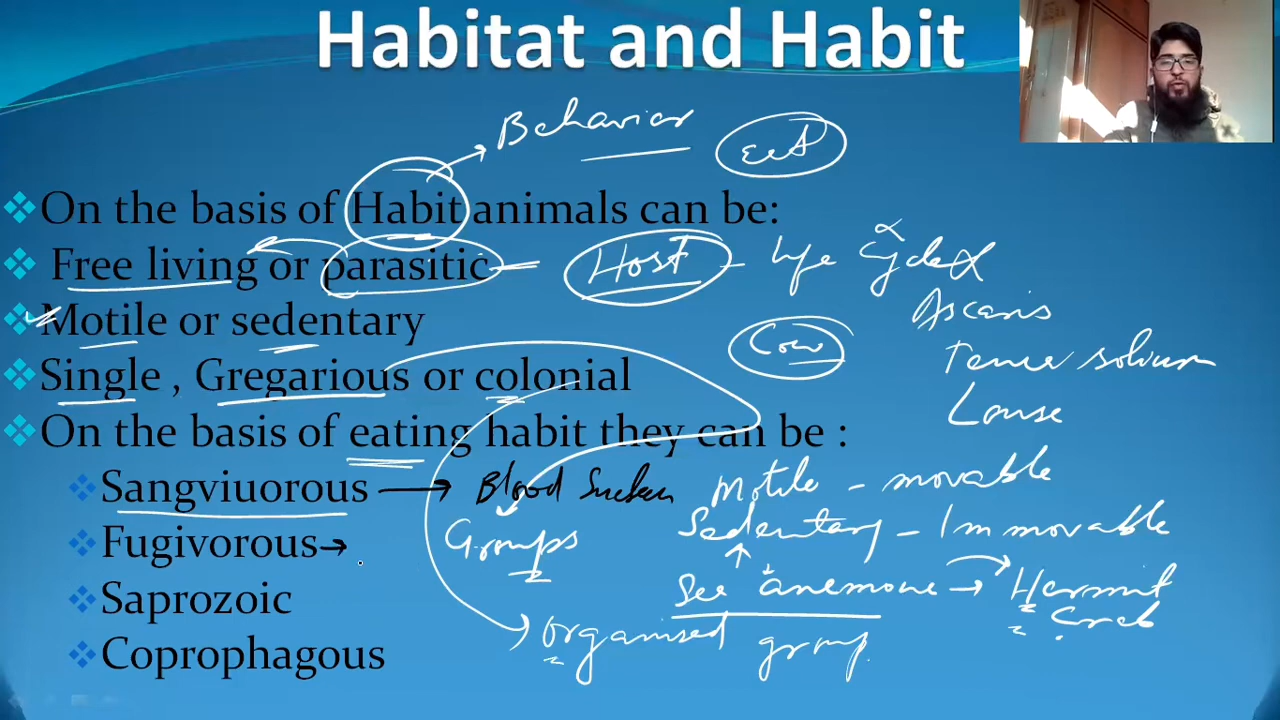 Habitat and Habit
Behavior
Eat
On the basis of Habit animals can be:
Free living or parasitic - Host - Life Cycle
Ascaris
Motile or sedentary
Cow
Tenea solium
Single , Gregarious or colonial
Louse
On the basis of eating habit they can be :
Sangviuorous → Blood Sucker
Motile - movable
Fugivorous→
Groups
Sedentary - Immovable
Saprozoic
See anemone → Hermit
Crab
organised group
Coprophagous